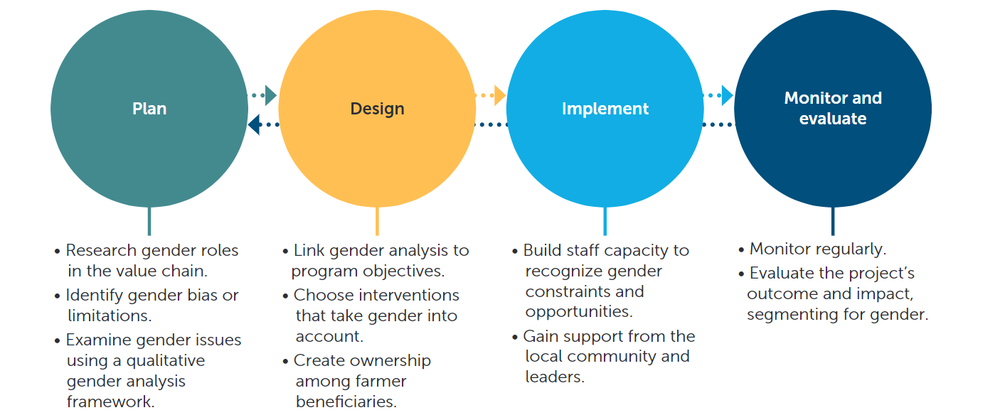 Plan
Design
Implement
Monitor and
evaluate
• Research gender roles
in the value chain.
• Identify gender bias or
limitations.
• Examine gender issues
using a qualitative
gender analysis
framework.
• Link gender analysis to
program objectives.
• Choose interventions
that take gender into
account.
• Create ownership
among farmer
beneficiaries.
• Build staff capacity to
recognize gender
constraints and
opportunities.
• Gain support from the
local community and
leaders.
• Monitor regularly.
• Evaluate the project’s
outcome and impact,
segmenting for gender.